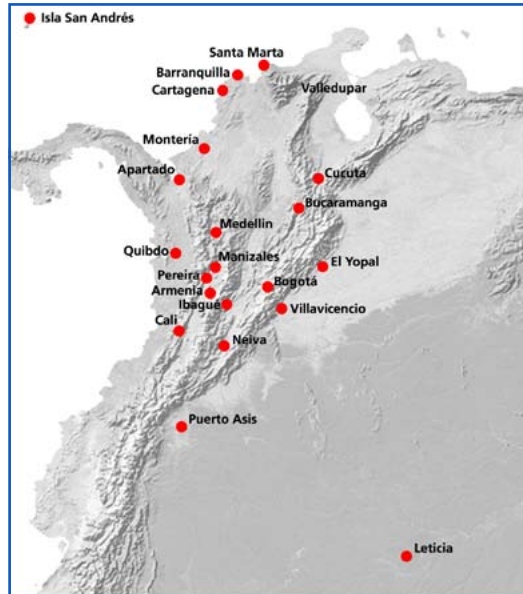 Isla San Andrés
Santa Marta
Barranquilla
Valledupar
Cartagena
Montería
Apartado
Cucuta
Bucaramanga
Medellin
Quibdo
Manizales
El Yopal
Pereira
Bogotá
Armenia
Ibagué
Villavicencio
Cali
Neiva
Puerto Asis
Leticia